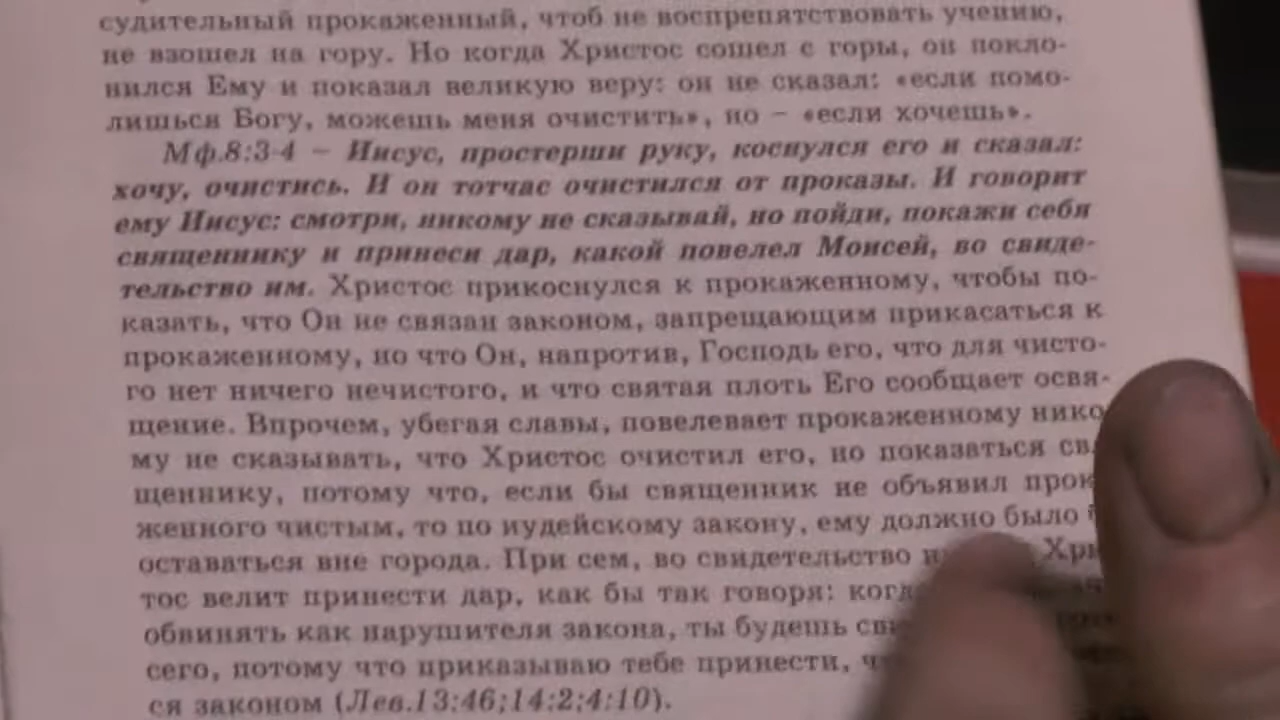 судительный прокаженный, чтоб не воспрепятствовать учению,
не взошел на гору. Но когда Христос сошел с горы, он покло-
нился Ему и показал великую веру: он не сказал: «если помо-
лишься Богу, можешь меня очистить», но – «если хочешь».
Мф.8:3-4 – Иисус, простерши руку, коснулся его и сказал:
хочу, очистись. И он тотчас очистился от проказы. И говорит
ему Иисус: смотри, никому не сказывай, но пойди, покажи себя
священнику и принеси дар, какой повелел Моисей, во свиде-
тельство им. Христос прикоснулся к прокаженному, чтобы по-
казать, что Он не связан законом, запрещающим прикасаться к
прокаженному, но что Он, напротив, Господь его, что для чисто-
го нет ничего нечистого, и что святая плоть Его сообщает освя-
щение. Впрочем, убегая славы, повелевает прокаженному нико
му не сказывать, что Христос очистил его, но показаться св
щеннику, потому что, если бы священник не объявил прок
женного чистым, то по иудейскому закону, ему должно было
оставаться вне города. При сем, во свидетельство Хри
тос велит принести дар, как бы так говоря: когд
обвинять как нарушителя закона, ты будешь
сего, потому что приказываю тебе принести,
ся законом (Лев.13:46;14:2;4:10).